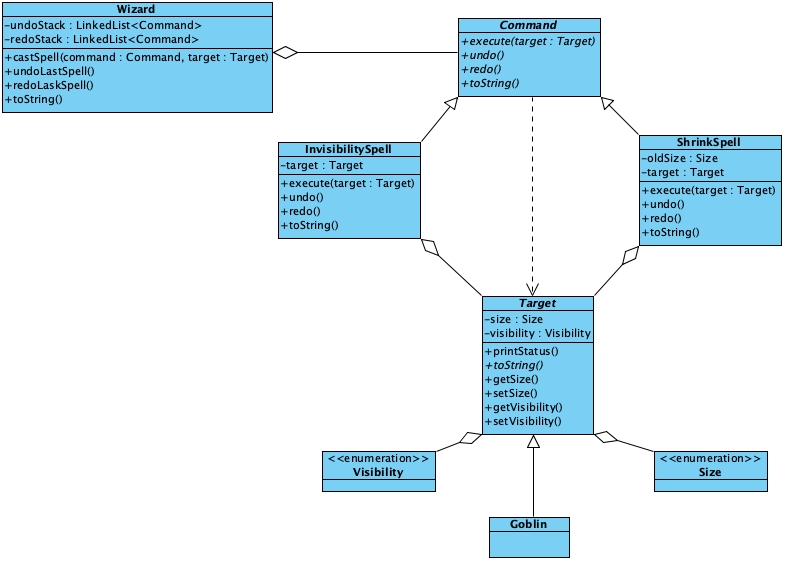 Wizard
-undoStack : LinkedList<Command>
-redoStack : LinkedList<Command>
+castSpell(command : Command, target : Target)
+undoLastSpell()
+redoLaskSpell()
+toString()
Command
+execute(target : Target)
+undo()
+redo()
+toString()
InvisibilitySpell
-target : Target
+execute(target : Target)
+undo()
+redo()
+toString()
ShrinkSpell
-oldSize : Size
-target : Target
+execute(target : Target)
+undo()
+redo()
+toString()
Target
-size : Size
-visibility : Visibility
+printStatus()
+toString()
+getSize()
+setSize()
+getVisibility()
+setVisibility()
<<enumeration>>
Visibility
<<enumeration>>
Size
Goblin